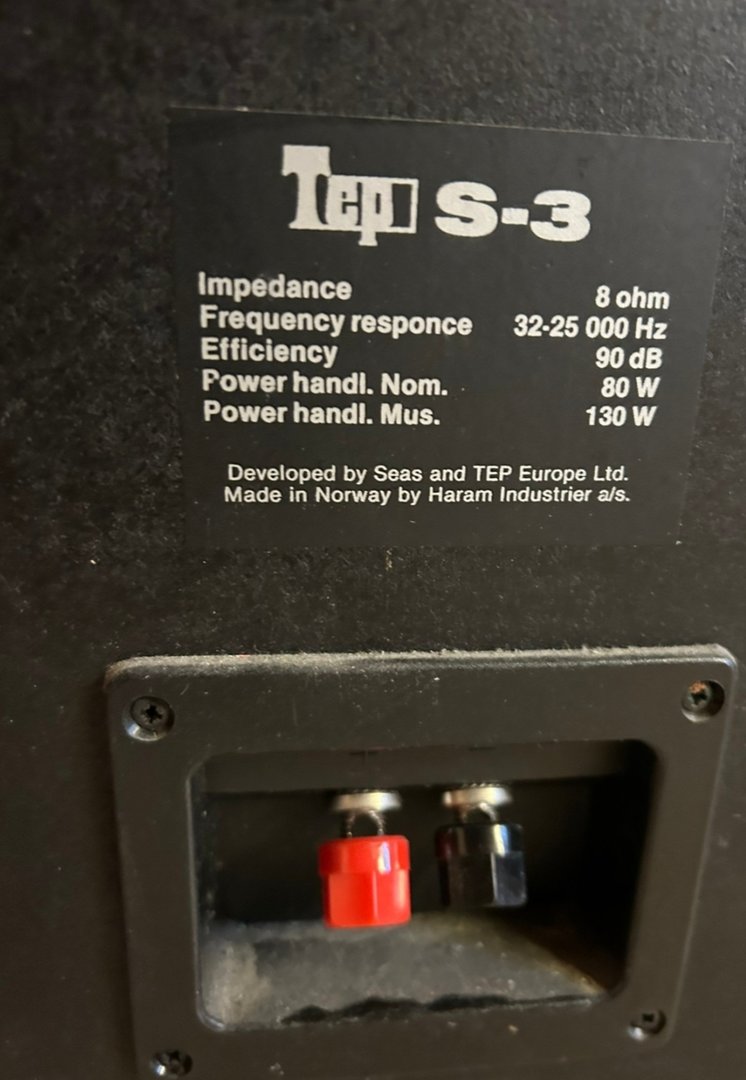 Tep S-3
Impedance 8 ohm
Frequency responce 32-25 000 Hz
Efficiency 90 dB
Power handl. Nom. 80 W
Power handl. Mus. 130 W
Developed by Seas and TEP Europe Ltd.
Made in Norway by Haram Industrier a/s.